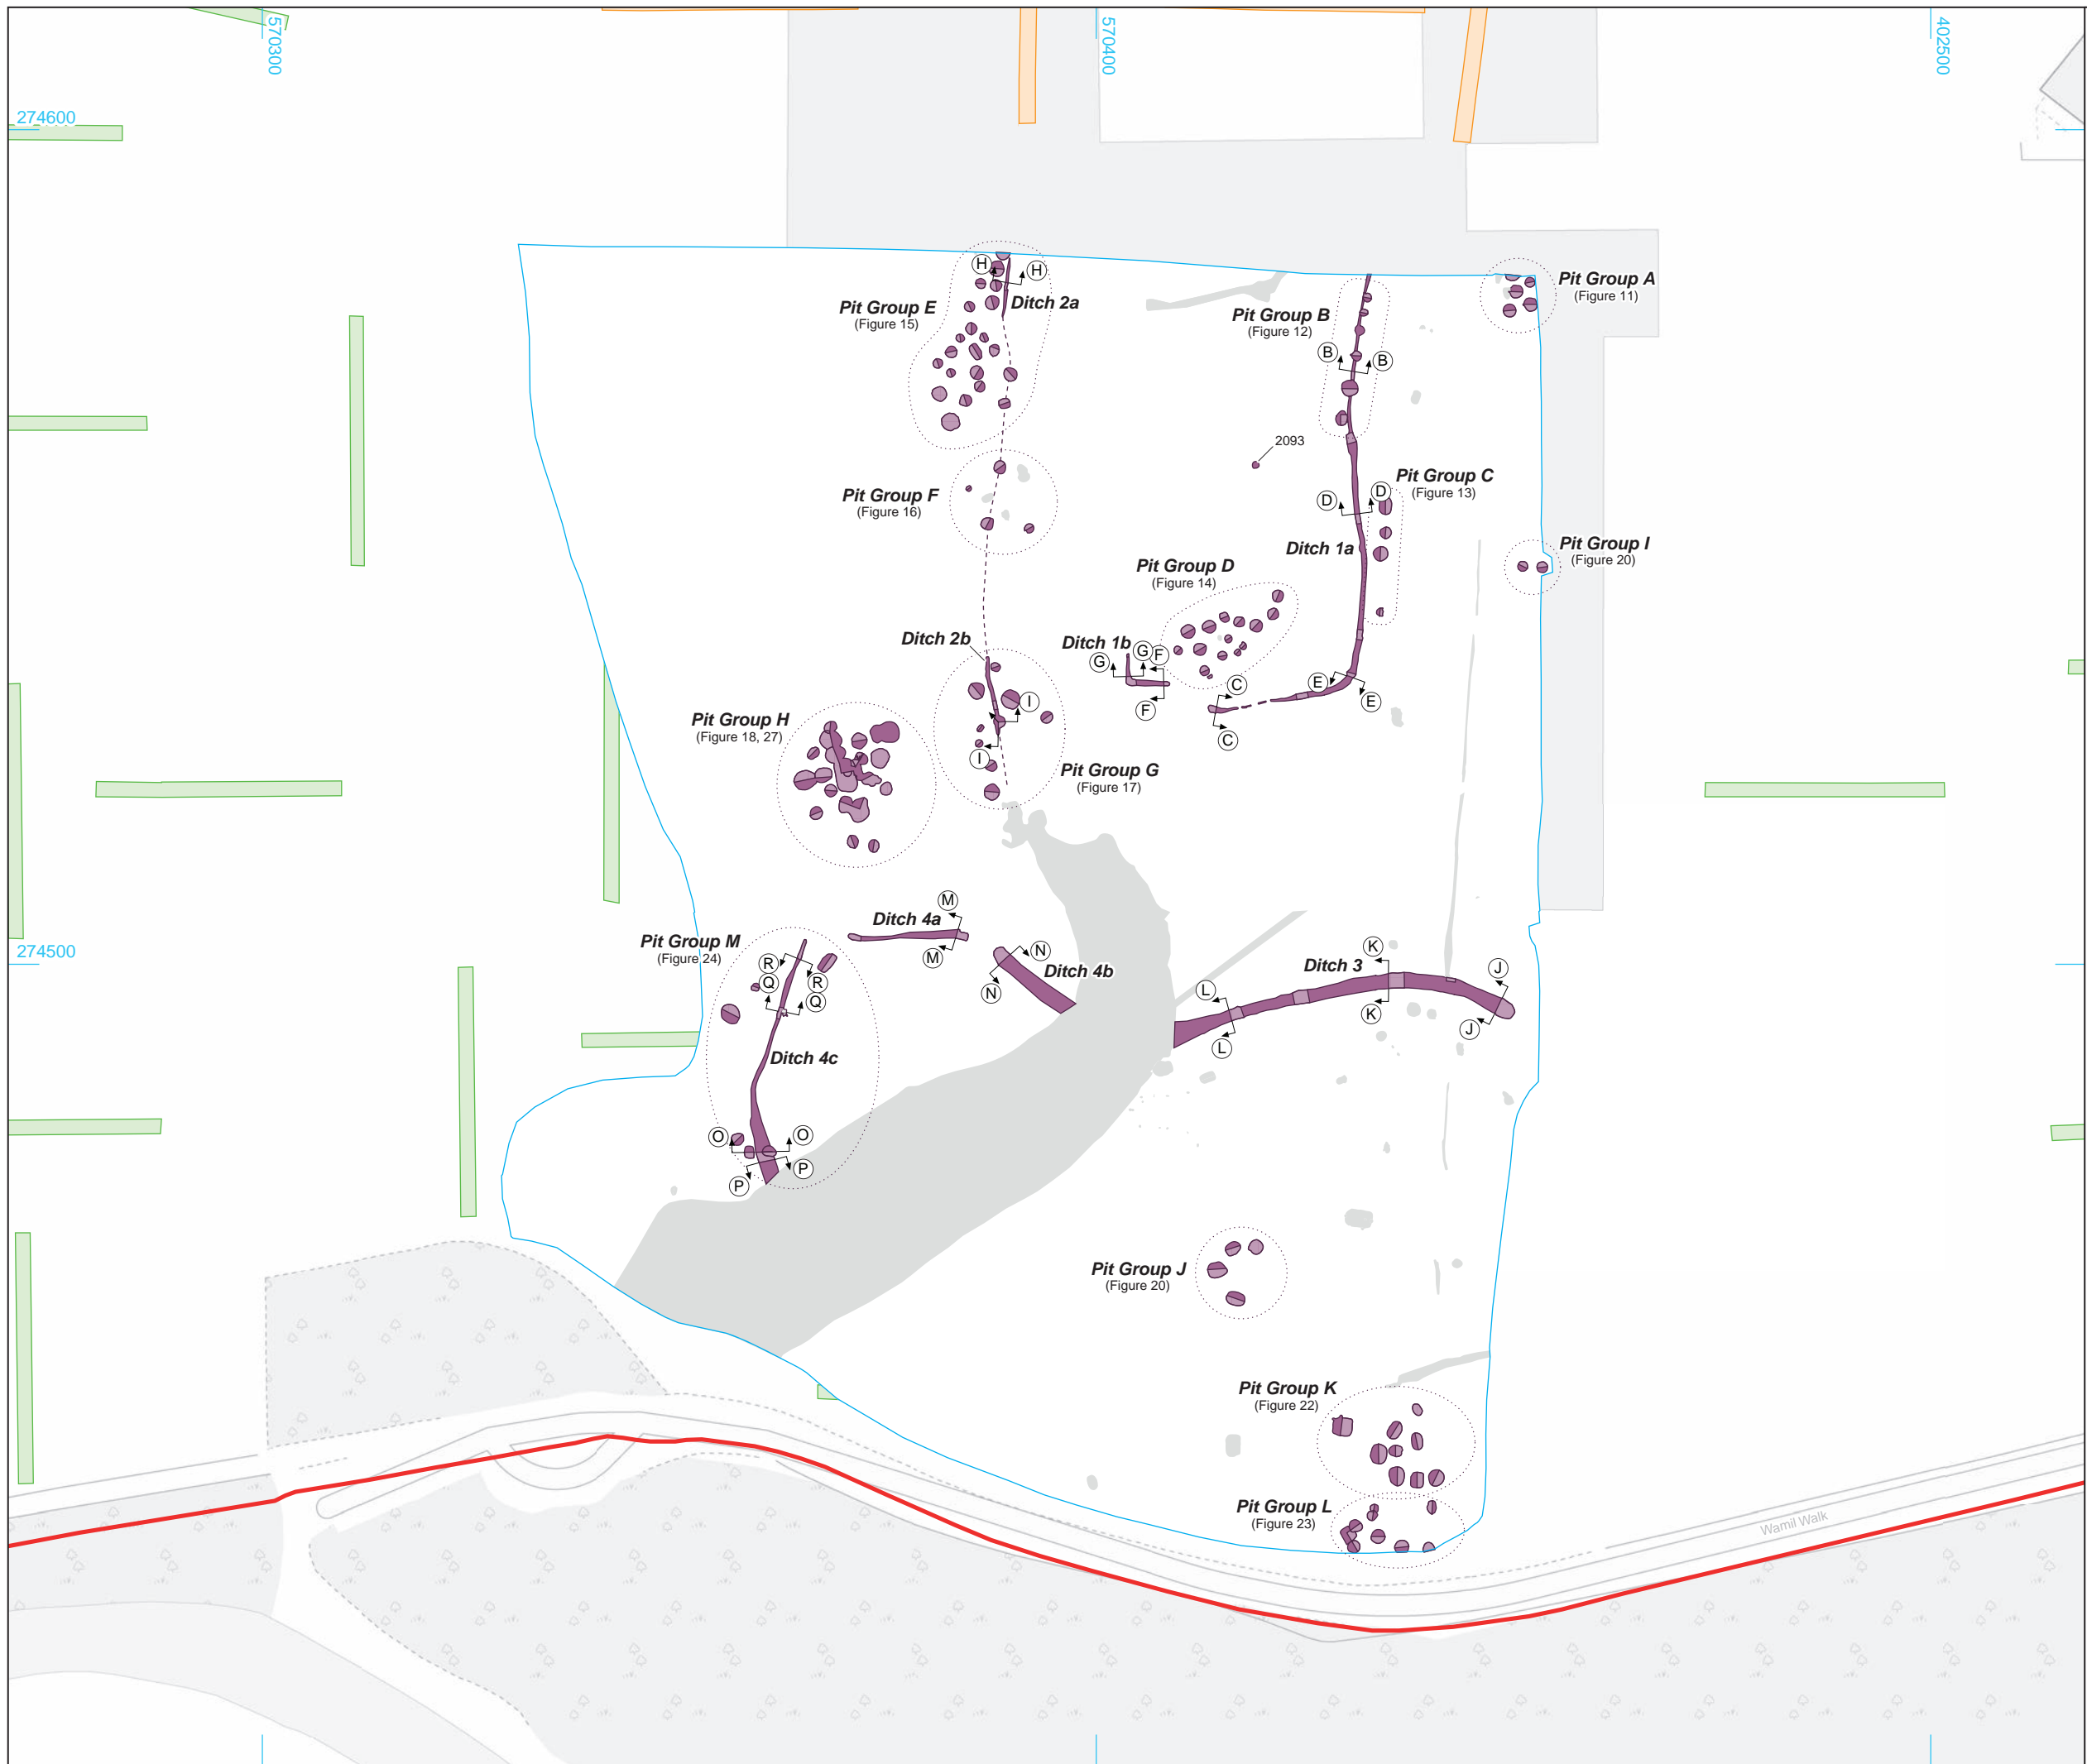 570300
570400
402500
274600
H
H
Pit Group E
(Figure 15)
Ditch 2a
Pit Group A
(Figure 11)
Pit Group B
(Figure 12)
B
B
2093
Pit Group F
(Figure 16)
Pit Group C
(Figure 13)
D
D
Ditch 1a
Pit Group I
(Figure 20)
Pit Group D
(Figure 14)
Ditch 2b
Ditch 1b
G
G
F
F
C
C
E
E
I
I
Pit Group H
(Figure 18, 27)
Pit Group G
(Figure 17)
274500
Pit Group M
(Figure 24)
Ditch 4a
M
M
N
N
Ditch 4b
R
R
Q
Q
Ditch 3
K
K
J
J
L
L
Ditch 4c
O
O
P
P
Pit Group J
(Figure 20)
Pit Group K
(Figure 22)
Pit Group L
(Figure 23)
Wamil Walk